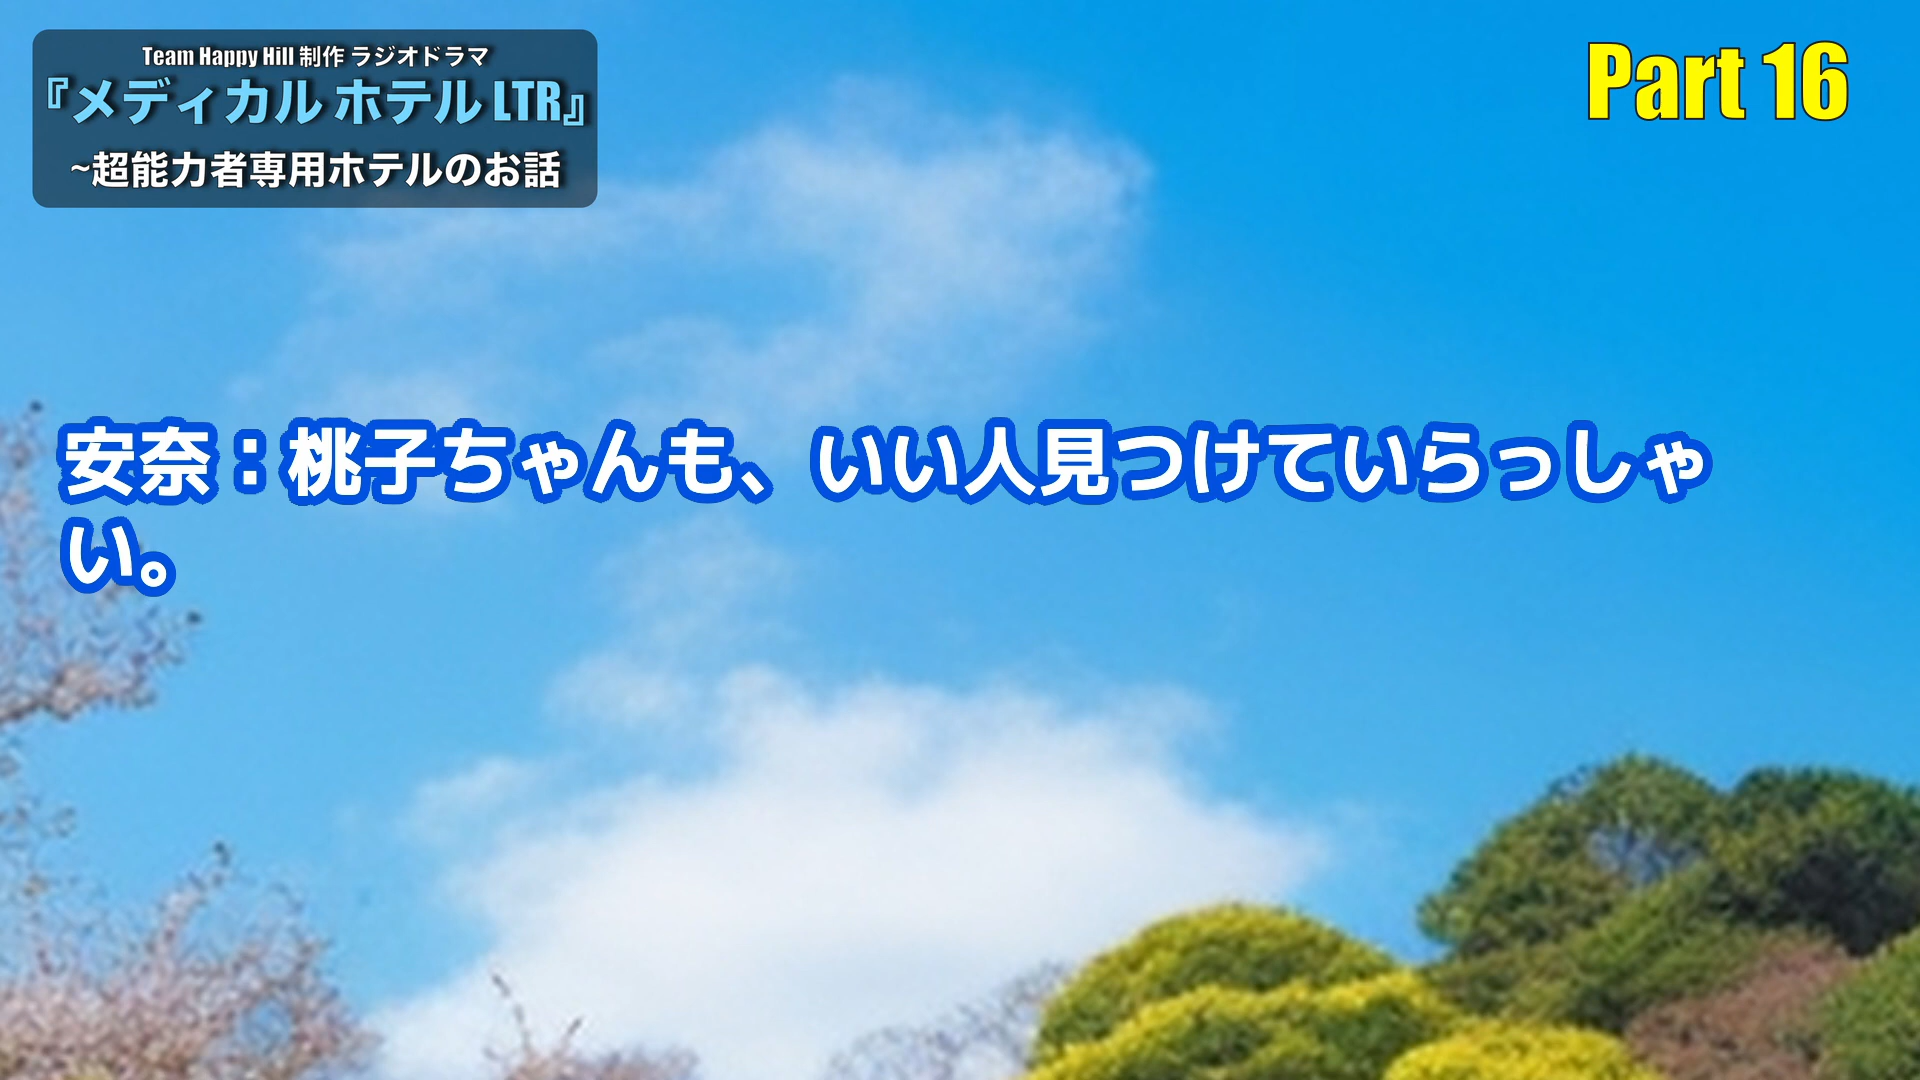 Team Happy Hill 制作 ラジオドラマ
『メディカル ホテル LTR』
~超能力者専用ホテルのお話
Part 16
安奈：桃子ちゃんも、いい人見つけていらっしゃ
い。